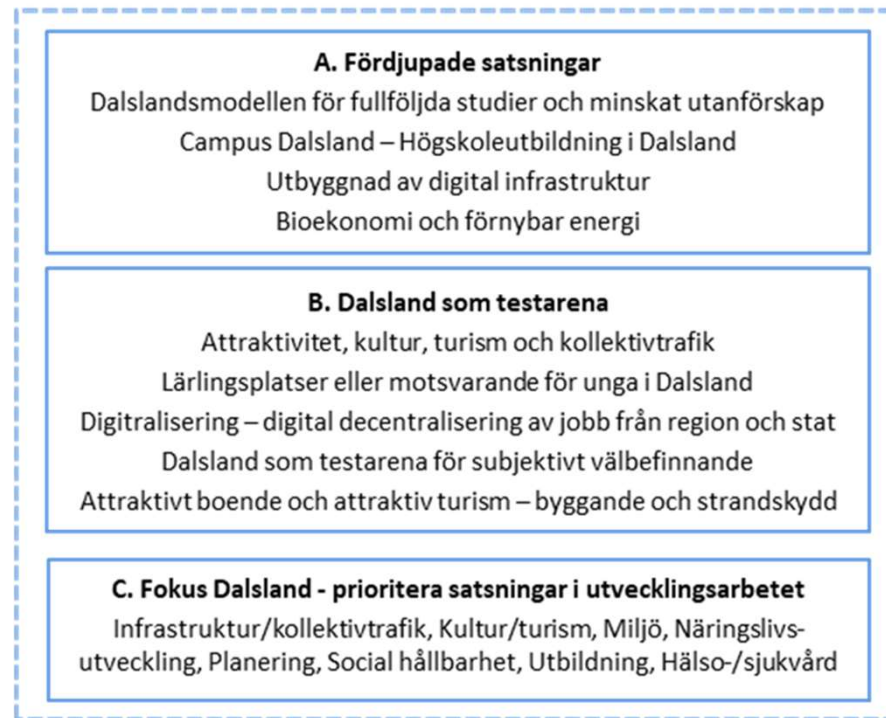 A. Fördjupade satsningar
Dalslandsmodellen för fullföljda studier och minskat utanförskap
Campus Dalsland – Högskoleutbildning i Dalsland
Utbyggnad av digital infrastruktur
Bioekonomi och förnybar energi
B. Dalsland som testarena
Attraktivitet, kultur, turism och kollektivtrafik
Lärlingsplatser eller motsvarande för unga i Dalsland
Digitralisering – digital decentralisering av jobb från region och stat
Dalsland som testarena för subjektivt välbefinnande
Attraktivt boende och attraktiv turism – byggande och strandskydd
C. Fokus Dalsland - prioritera satsningar i utvecklingsarbetet
Infrastruktur/kollektivtrafik, Kultur/turism, Miljö, Näringslivs-
utveckling, Planering, Social hållbarhet, Utbildning, Hälso-/sjukvård